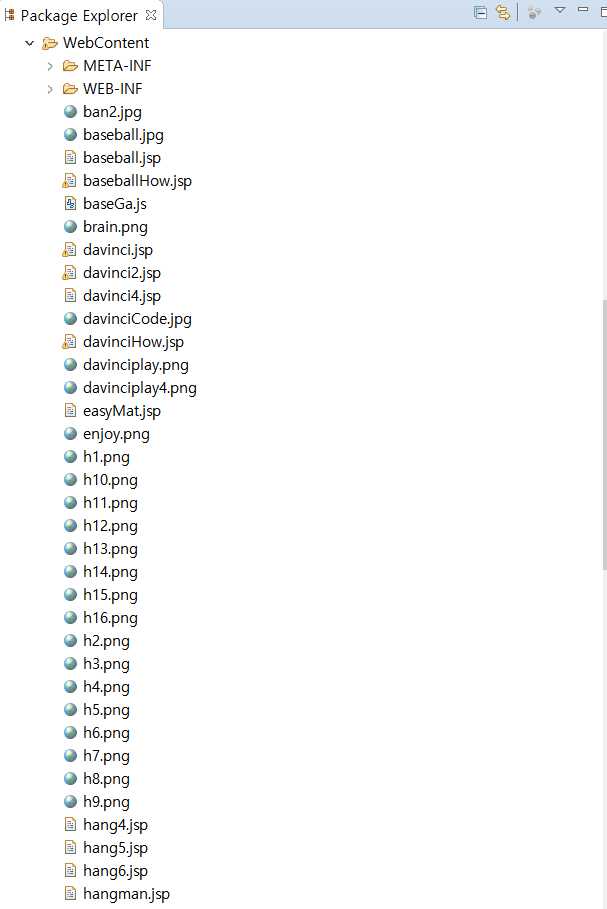 Package Explorer
WebContent
META-INF
WEB-INF
ban2.jpg
baseball.jpg
baseball.jsp
baseballHow.jsp
baseGa.js
brain.png
davinci.jsp
davinci2.jsp
davinci4.jsp
davinciCode.jpg
davinciHow.jsp
davinciplay.png
davinciplay4.png
easyMat.jsp
enjoy.png
h1.png
h10.png
h11.png
h12.png
h13.png
h14.png
h15.png
h16.png
h2.png
h3.png
h4.png
h5.png
h6.png
h7.png
h8.png
h9.png
hang4.jsp
hang5.jsp
hang6.jsp
hangman.jsp